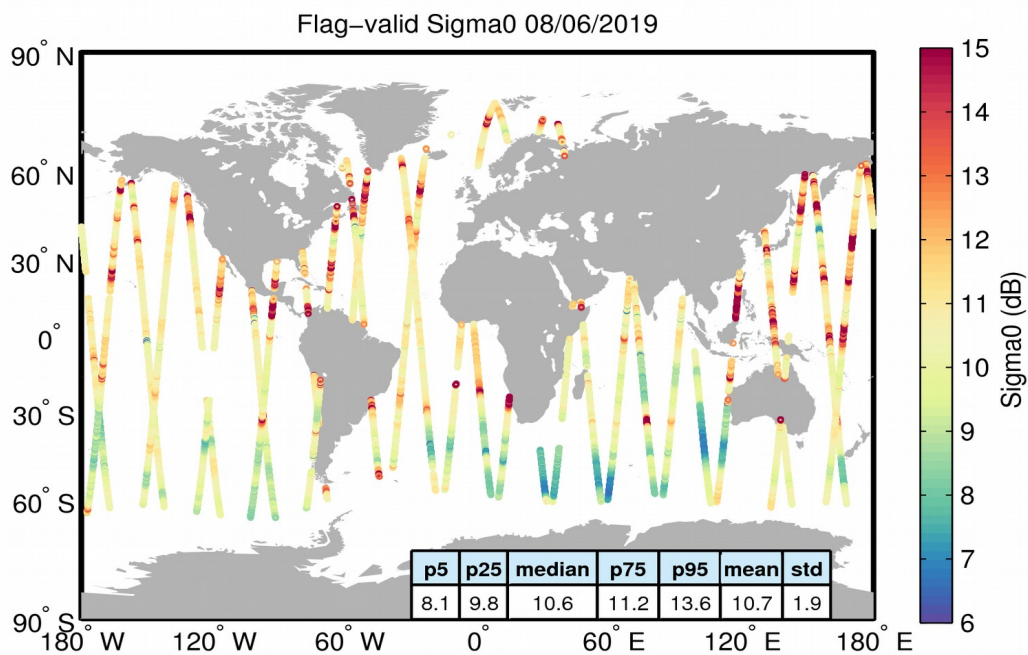 Flag−valid Sigma0 08/06/2019
90° N
60° N
30° N
0°
30° S
60° S
90° S
180° W
120° W
60° W
0°
60° E
120° E
180° E
p5 p25 median p75 p95 mean std
8.1 9.8 10.6 11.2 13.6 10.7 1.9
15
14
13
12
11
10
9
8
7
6
Sigma0 (dB)